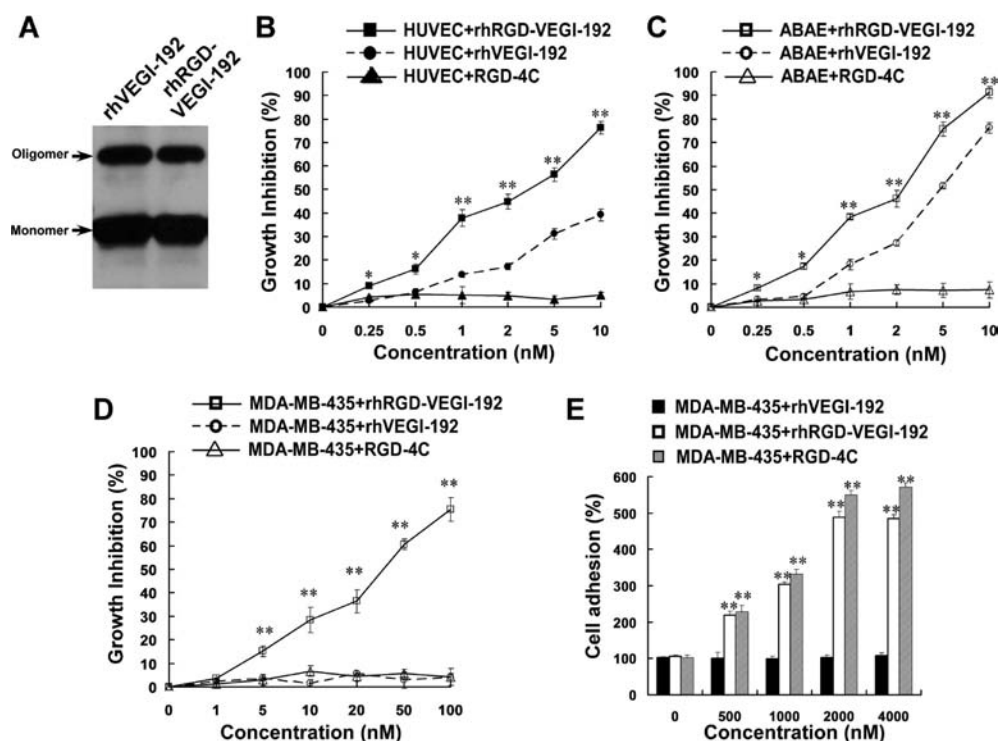 A
rhVEGI-192
rhRGD-
VEGI-192
Oligomer
Monomer
B
HUVEC+rhRGD-VEGI-192
HUVEC+rhVEGI-192
HUVEC+RGD-4C
Growth Inhibition (%)
100
90
80
70
60
50
40
30
20
10
0
* * ** ** ** **
0 0.25 0.5 1 2 5 10
Concentration (nM)
C
ABAE+rhRGD-VEGI-192
ABAE+rhVEGI-192
ABAE+RGD-4C
Growth Inhibition (%)
100
90
80
70
60
50
40
30
20
10
0
* * ** ** ** **
0 0.25 0.5 1 2 5 10
Concentration (nM)
D
MDA-MB-435+rhRGD-VEGI-192
MDA-MB-435+rhVEGI-192
MDA-MB-435+RGD-4C
Growth Inhibition (%)
90
80
70
60
50
40
30
20
10
0
** ** ** ** **
0 1 5 10 20 50 100
Concentration (nM)
E
MDA-MB-435+rhVEGI-192
MDA-MB-435+rhRGD-VEGI-192
MDA-MB-435+RGD-4C
Cell adhesion (%)
600
500
400
300
200
100
0
** ** ** ** ** ** ** **
0 500 1000 2000 4000
Concentration (nM)